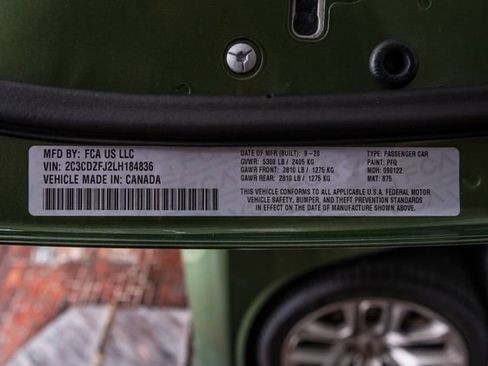 MFD BY: FCA US LLC
VIN: 2C3CDZFJ2LH184836
VEHICLE MADE IN: CANADA
DATE OF MFR (BUILT): 9-20
GVWR: 5300 LB / 2405 KG
GAWR FRONT: 2810 LB / 1275 KG
GAWR REAR: 2810 LB / 1275 KG
TYPE: PASSENGER CAR
PAINT: PFQ
MDH: 090122
MKT: 875
THIS VEHICLE CONFORMS TO ALL APPLICABLE U.S.A. FEDERAL MOTOR
VEHICLE SAFETY, BUMPER, AND THEFT PREVENTION STANDARDS IN
EFFECT ON THE DATE OF MANUFACTURE SHOWN ABOVE.